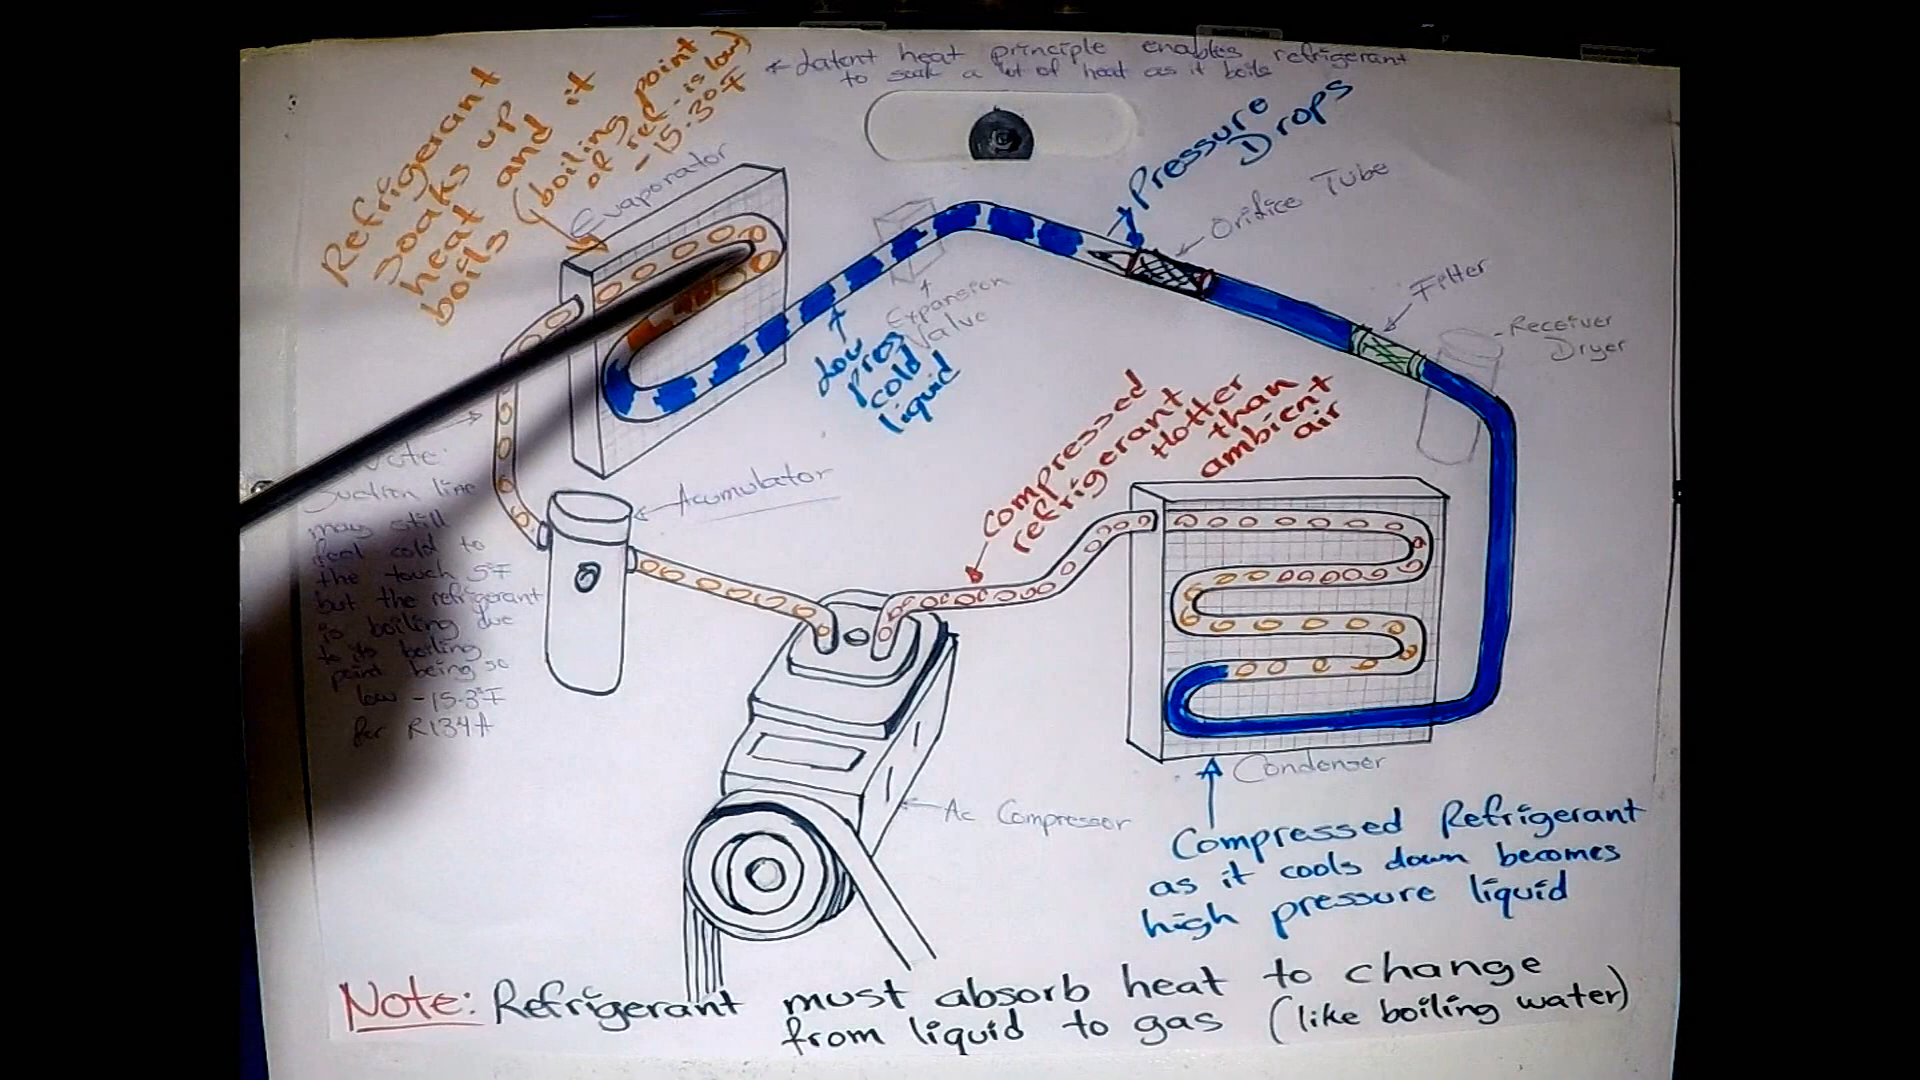 ← Latent heat principle enables refrigerant
to soak a lot of heat as it boils
Refrigerant
soaks up
heat and it
boils (boiling point
of ref - is low)
-15.3°F
Evaporator
Pressure
Drops
Orifice Tube
Filter
Receiver
Dryer
Expansion
Valve
Low
pres
cold
liquid
Compressed
refrigerant
Hotter
than
ambient
air
Acumulator
Note:
Suction line
may still
feel cold to
the touch 5°F
but the refrigerant
is boiling due
to its boiling
point being so
low -15.3°F
for R134A
Condenser
Ac Compressor
Compressed Refrigerant
as it cools down becomes
high pressure liquid
Note: Refrigerant must absorb heat to change
from liquid to gas (like boiling water)